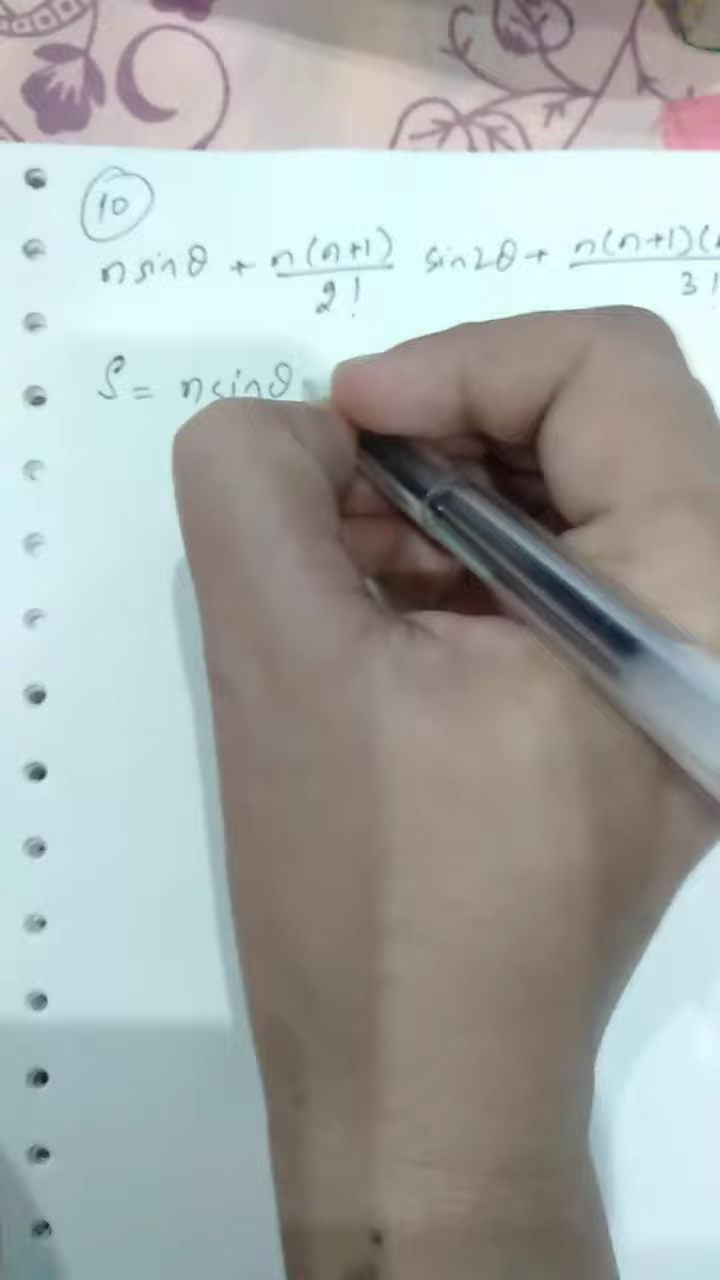 10
n sin θ + n(n+1)/2! sin 2θ + n(n+1)(/3!
S = n sin θ